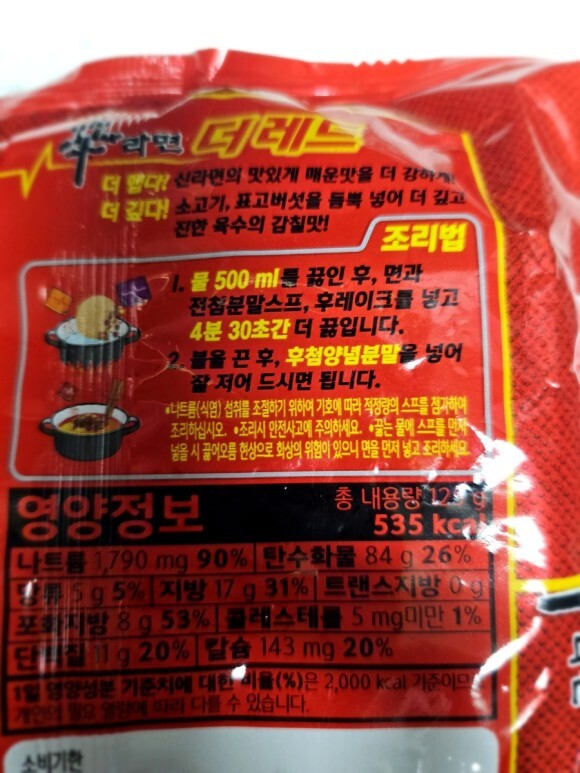 辛라면 더레드
더 맵다! 신라면의 맛있게 매운맛을 더 강하게!
더 깊다! 소고기, 표고버섯을 듬뿍 넣어 더 깊고
진한 육수의 감칠맛!
조리법
1. 물 500 ml를 끓인 후, 면과
전첨분말스프, 후레이크를 넣고
4분 30초간 더 끓입니다.
2. 불을 끈 후, 후첨양념분말을 넣어
잘 저어 드시면 됩니다.
•나트륨(식염) 섭취를 조절하기 위하여 기호에 따라 적정량의 스프를 첨가하여
조리하십시오. •조리시 안전사고에 주의하세요. •끓는 물에 스프를 먼저
넣을 시 끓어오름 현상으로 화상의 위험이 있으니 면을 먼저 넣고 조리하세요.
영양정보 총 내용량 g
535 kcal
나트륨 1,790 mg 90% 탄수화물 84 g 26%
당류 5 g 5% 지방 17 g 31% 트랜스지방 0 g
포화지방 8 g 53% 콜레스테롤 5 mg미만 1%
단백질 11 g 20% 칼슘 143 mg 20%
1일 영양성분 기준치에 대한 비율(%)은 2,000 kcal 기준이므로
개인의 필요 열량에 따라 다를 수 있습니다.
소비기한